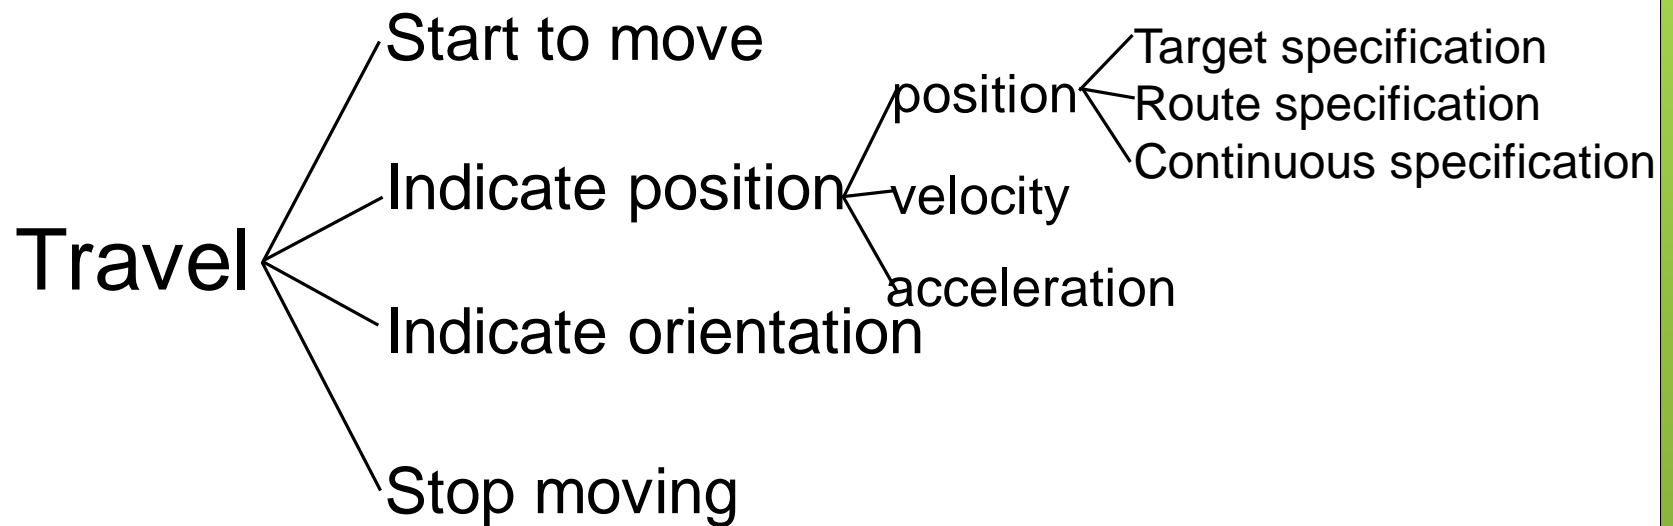 Travel
Start to move
Indicate position
Indicate orientation
Stop moving
position
velocity
acceleration
Target specification
Route specification
Continuous specification